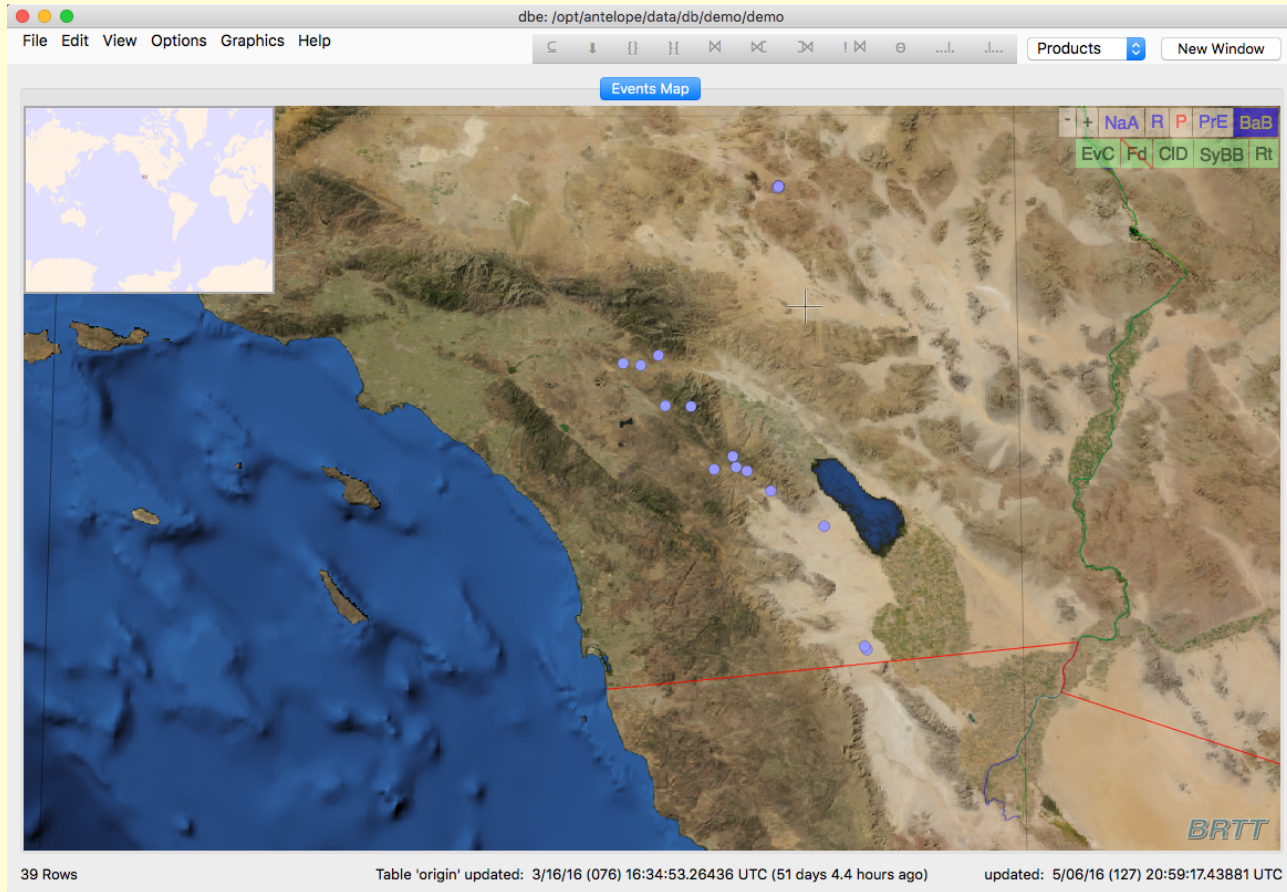 dbe: /opt/antelope/data/db/demo/demo
File Edit View Options Graphics Help
Products New Window
Events Map
- + NaA R P PrE BaB
EvC Fd CID SyBB Rt
BRTT
39 Rows Table 'origin' updated: 3/16/16 (076) 16:34:53.26436 UTC (51 days 4.4 hours ago) updated: 5/06/16 (127) 20:59:17.43881 UTC